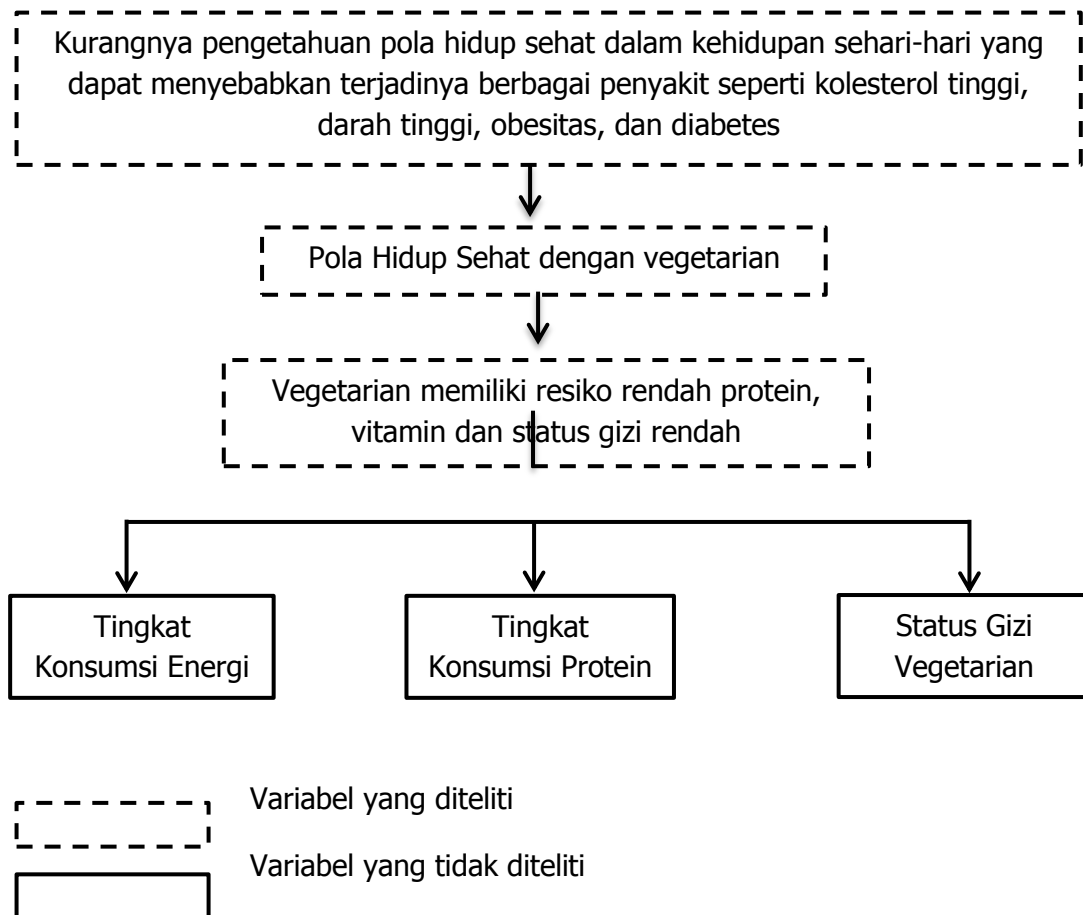 Kurangnya pengetahuan pola hidup sehat dalam kehidupan sehari-hari yang
dapat menyebabkan terjadinya berbagai penyakit seperti kolesterol tinggi,
darah tinggi, obesitas, dan diabetes
Pola Hidup Sehat dengan vegetarian
Vegetarian memiliki resiko rendah protein,
vitamin dan status gizi rendah
Tingkat
Konsumsi Energi
Tingkat
Konsumsi Protein
Status Gizi
Vegetarian
Variabel yang diteliti
Variabel yang tidak diteliti